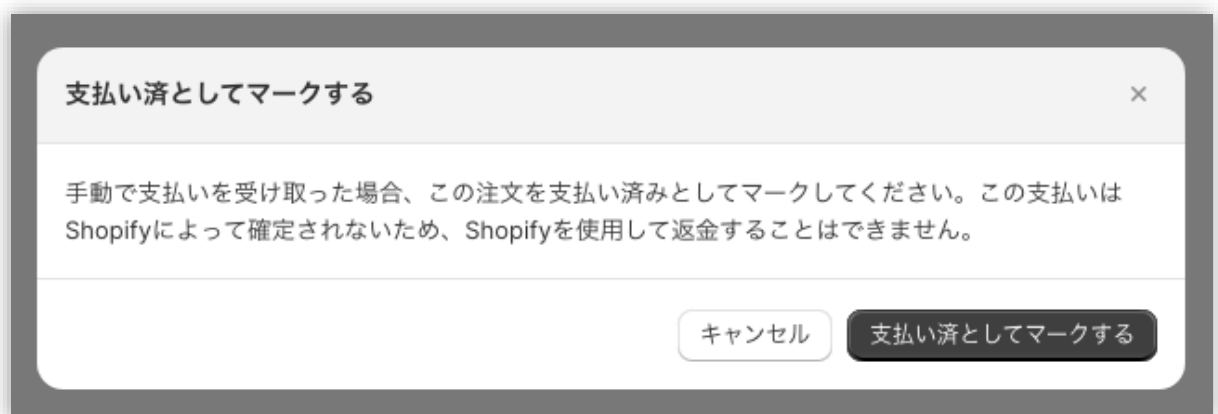 支払い済としてマークする
×
手動で支払いを受け取った場合、この注文を支払い済みとしてマークしてください。この支払いは
Shopifyによって確定されないため、Shopifyを使用して返金することはできません。
キャンセル 支払い済としてマークする